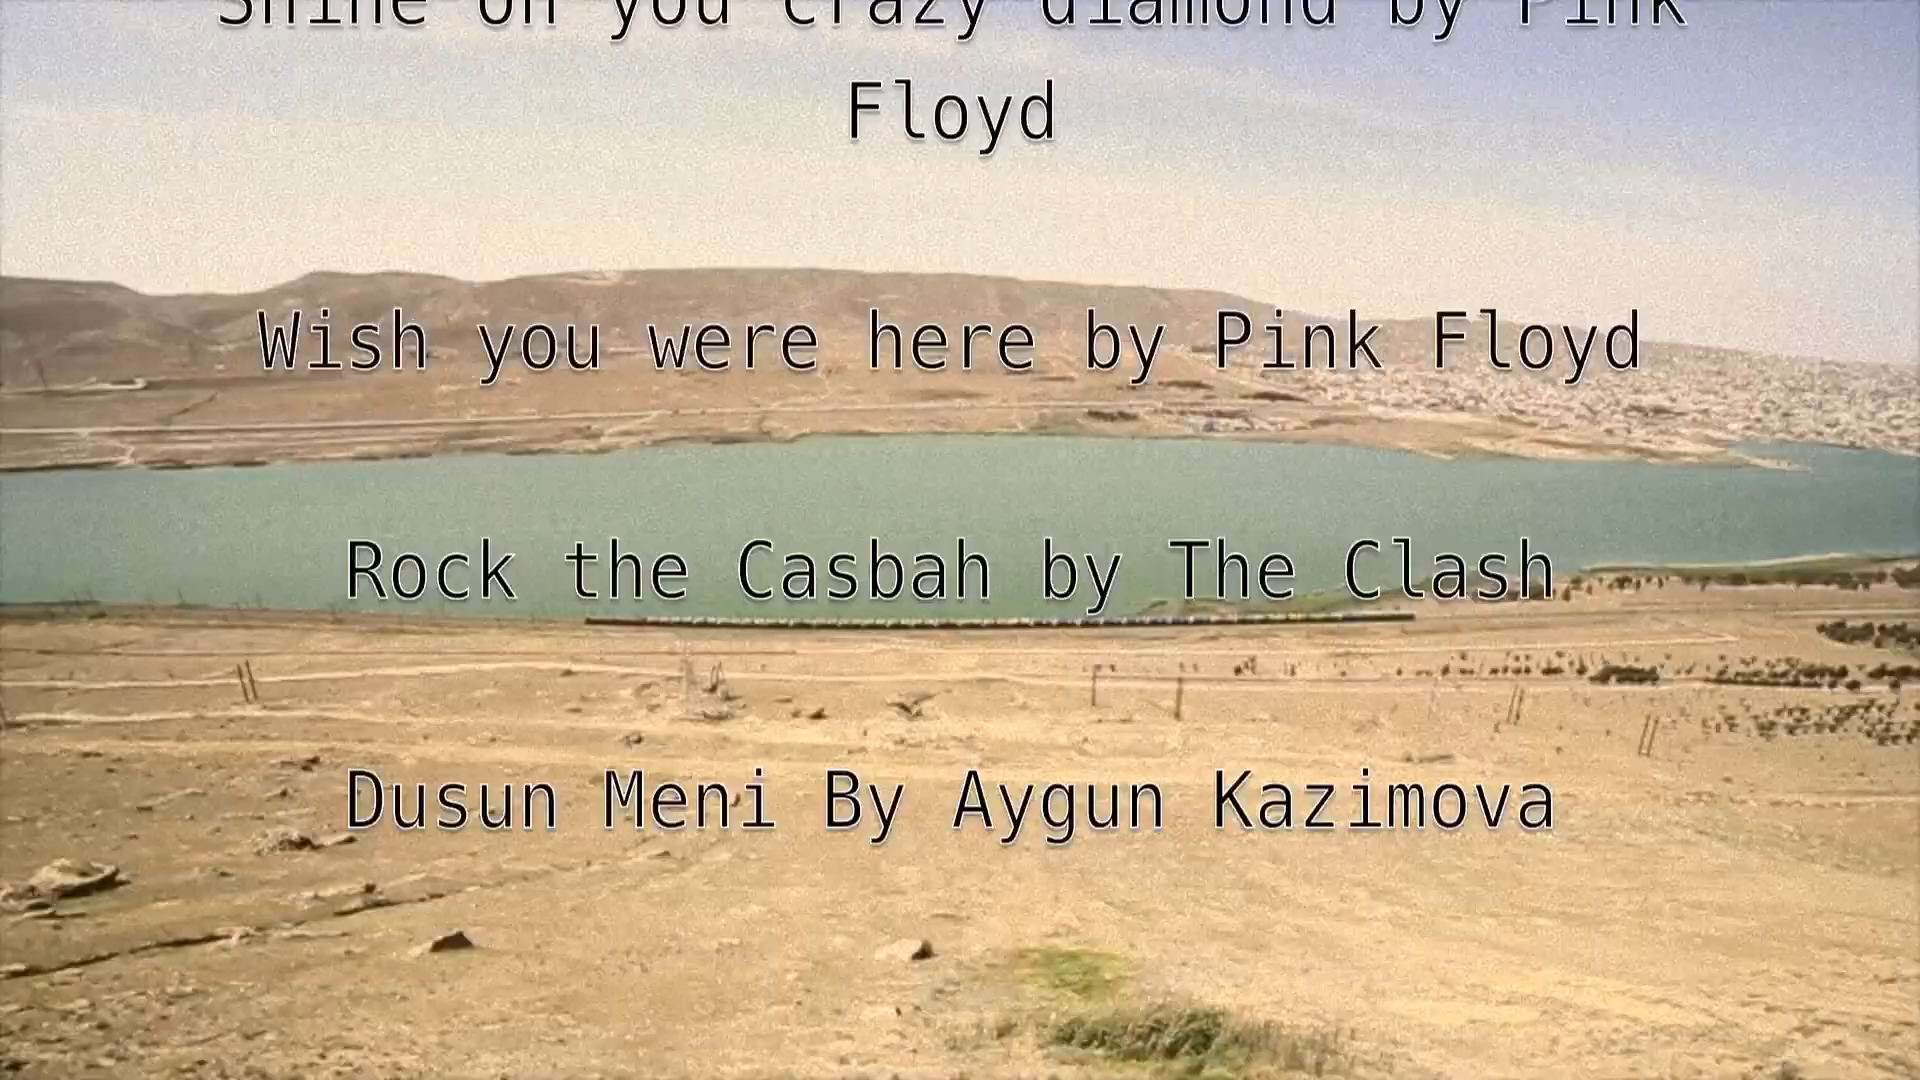 Shine on you crazy diamond by Pink
Floyd
Wish you were here by Pink Floyd
Rock the Casbah by The Clash
Dusun Meni By Aygun Kazimova